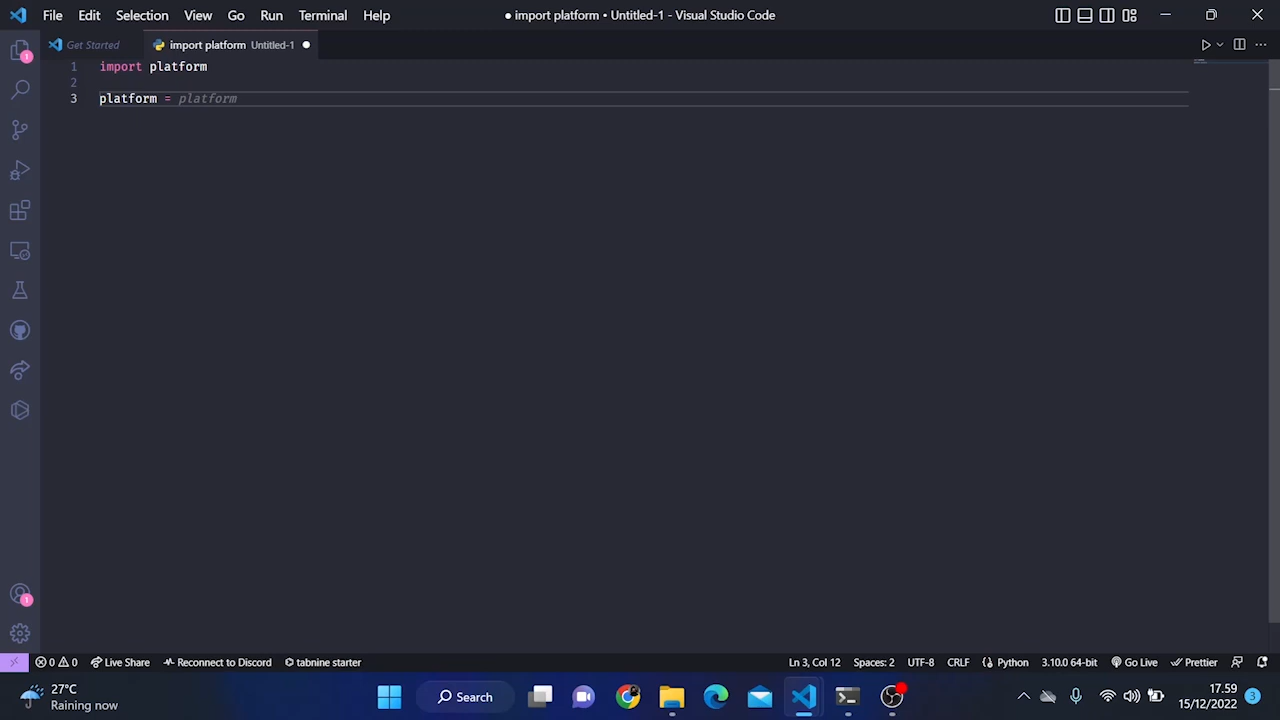 File Edit Selection View Go Run Terminal Help ● import platform • Untitled-1 - Visual Studio Code
Get Started import platform Untitled-1 ●
1 import platform
2
3 platform = platform
1
1
0 0 Live Share Reconnect to Discord tabnine starter Ln 3, Col 12 Spaces: 2 UTF-8 CRLF Python 3.10.0 64-bit Go Live Prettier
27°C
Raining now
Search
17.59
15/12/2022
3